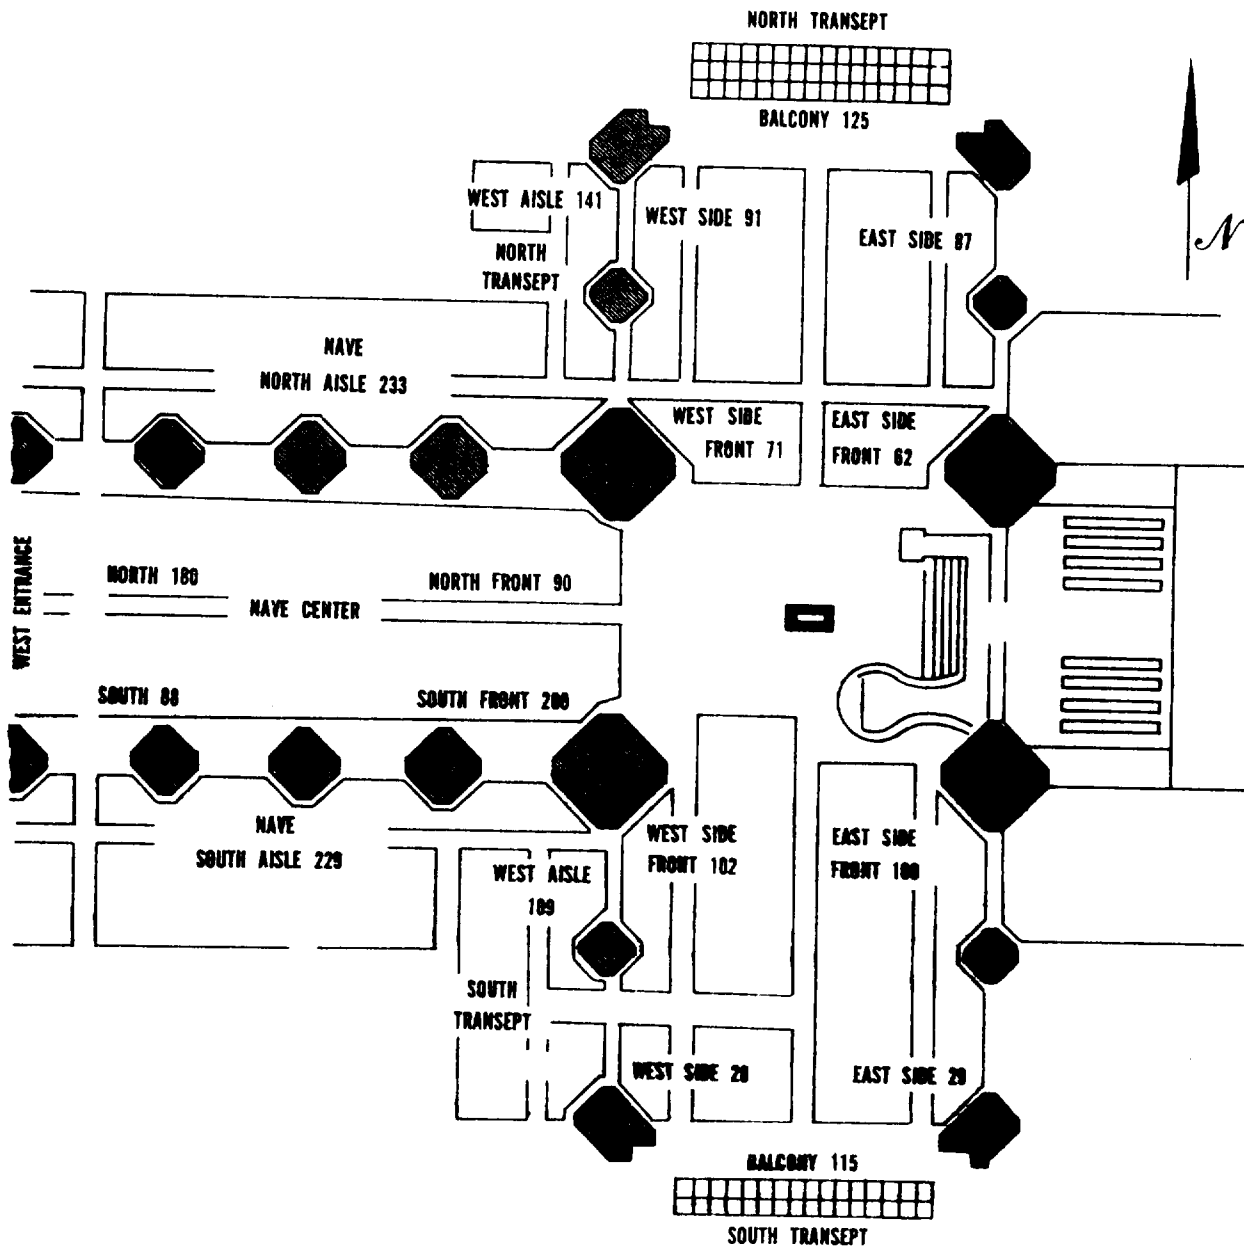 NORTH TRANSEPT
BALCONY 125
WEST AISLE 141
WEST SIDE 91
EAST SIDE 87
NORTH
TRANSEPT
N
NAVE
NORTH AISLE 233
WEST SIDE
FRONT 71
EAST SIDE
FRONT 62
WEST ENTRANCE
NORTH 180
NORTH FRONT 90
NAVE CENTER
SOUTH 88
SOUTH FRONT 200
NAVE
SOUTH AISLE 229
WEST AISLE
109
WEST SIDE
FRONT 102
EAST SIDE
FRONT 100
SOUTH
TRANSEPT
WEST SIDE 28
EAST SIDE 29
BALCONY 115
SOUTH TRANSEPT